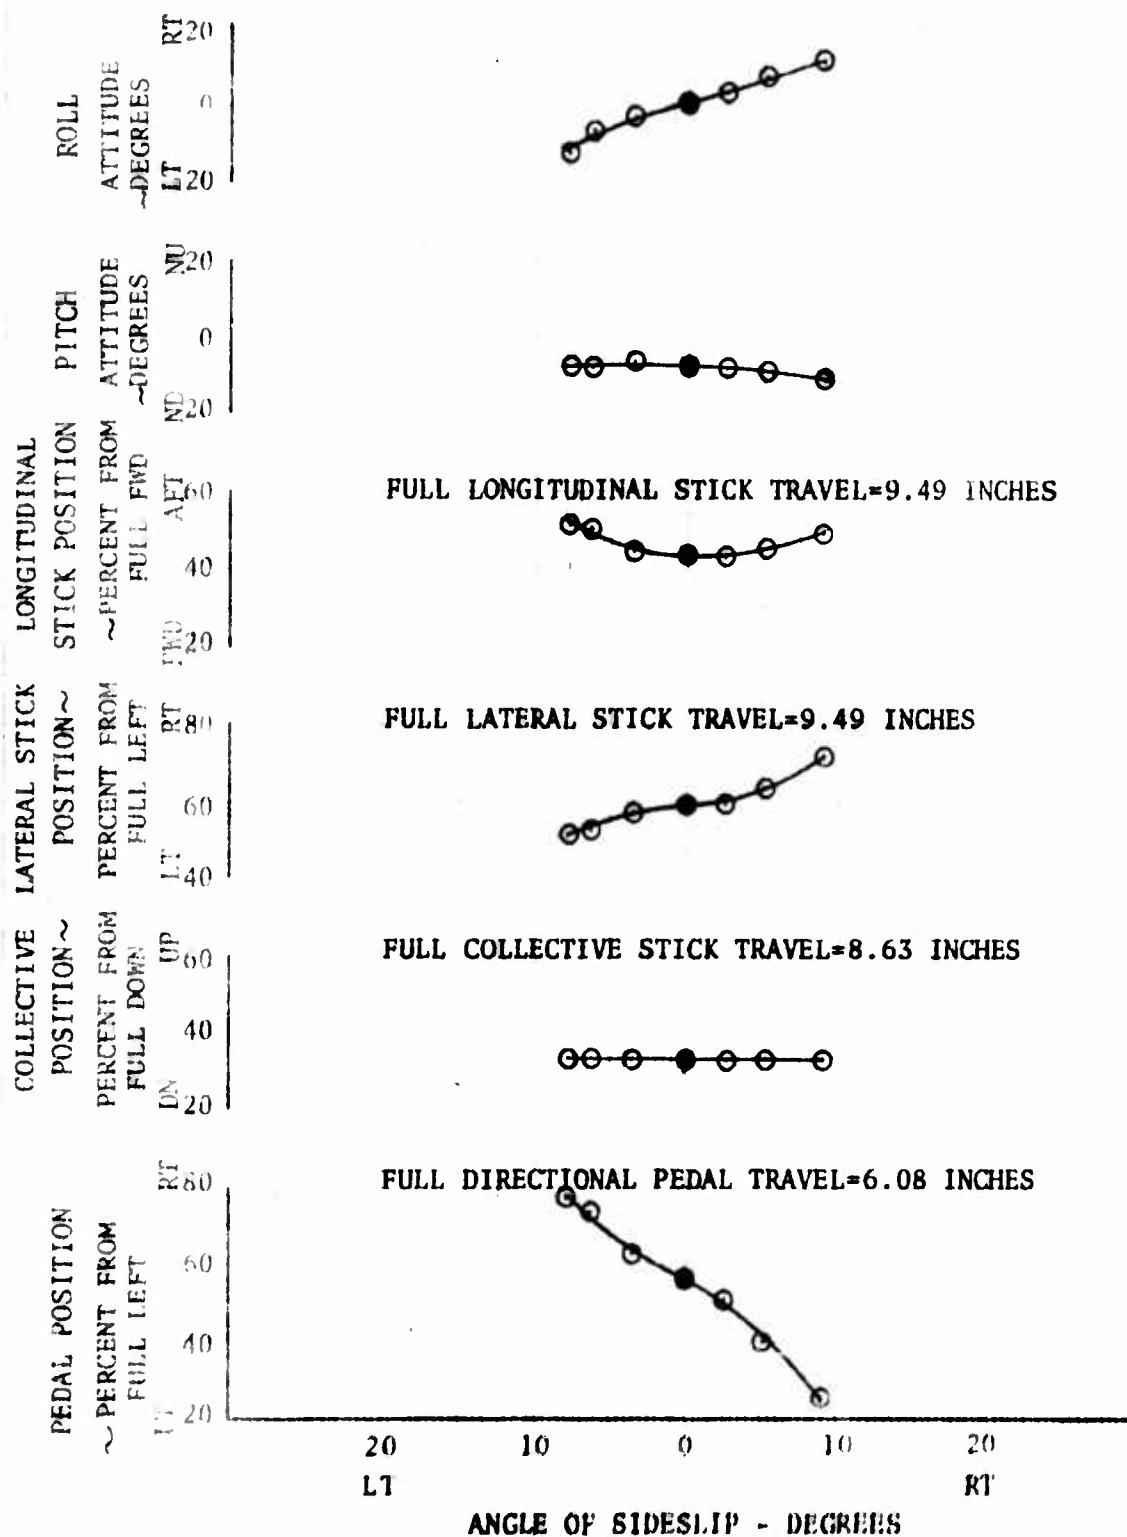 ROLL
ATTITUDE
~DEGREES
LT RT
20
0
20
PITCH
ATTITUDE
~DEGREES
ND NU
20
0
20
LONGITUDINAL
STICK POSITION
~PERCENT FROM
FULL FWD
FWD AFT
60
40
20
FULL LONGITUDINAL STICK TRAVEL=9.49 INCHES
LATERAL STICK
POSITION~
PERCENT FROM
FULL LEFT
LT RT
80
60
40
FULL LATERAL STICK TRAVEL=9.49 INCHES
COLLECTIVE
POSITION~
PERCENT FROM
FULL DOWN
DN UP
60
40
20
FULL COLLECTIVE STICK TRAVEL=8.63 INCHES
PEDAL POSITION
~PERCENT FROM
FULL LEFT
LT RT
80
60
40
20
FULL DIRECTIONAL PEDAL TRAVEL=6.08 INCHES
20 10 0 10 20
LT RT
ANGLE OF SIDESLIP - DEGREES